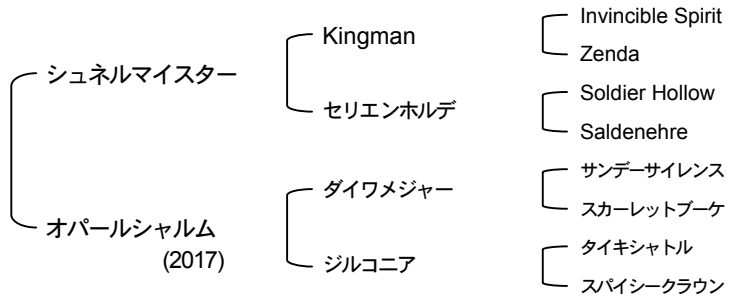 シュネルマイスター
オパールシャルム
(2017)
Kingman
セリエンホルデ
ダイワメジャー
ジルコニア
Invincible Spirit
Zenda
Soldier Hollow
Saldenehre
サンデーサイレンス
スカーレットブーケ
タイキシャトル
スパイシークラウン